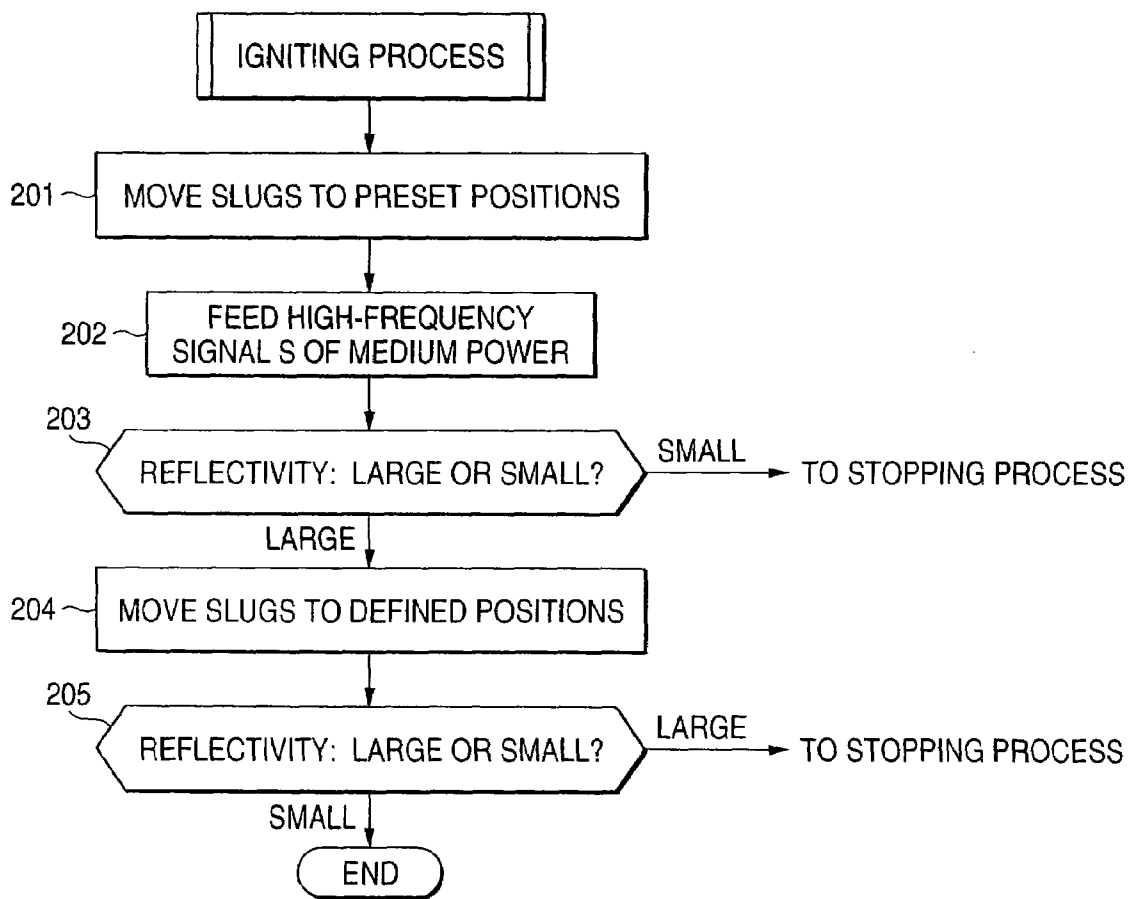 IGNITING PROCESS
201
MOVE SLUGS TO PRESET POSITIONS
202
FEED HIGH-FREQUENCY
SIGNAL S OF MEDIUM POWER
203
REFLECTIVITY: LARGE OR SMALL?
SMALL
TO STOPPING PROCESS
LARGE
204
MOVE SLUGS TO DEFINED POSITIONS
205
REFLECTIVITY: LARGE OR SMALL?
LARGE
TO STOPPING PROCESS
SMALL
END